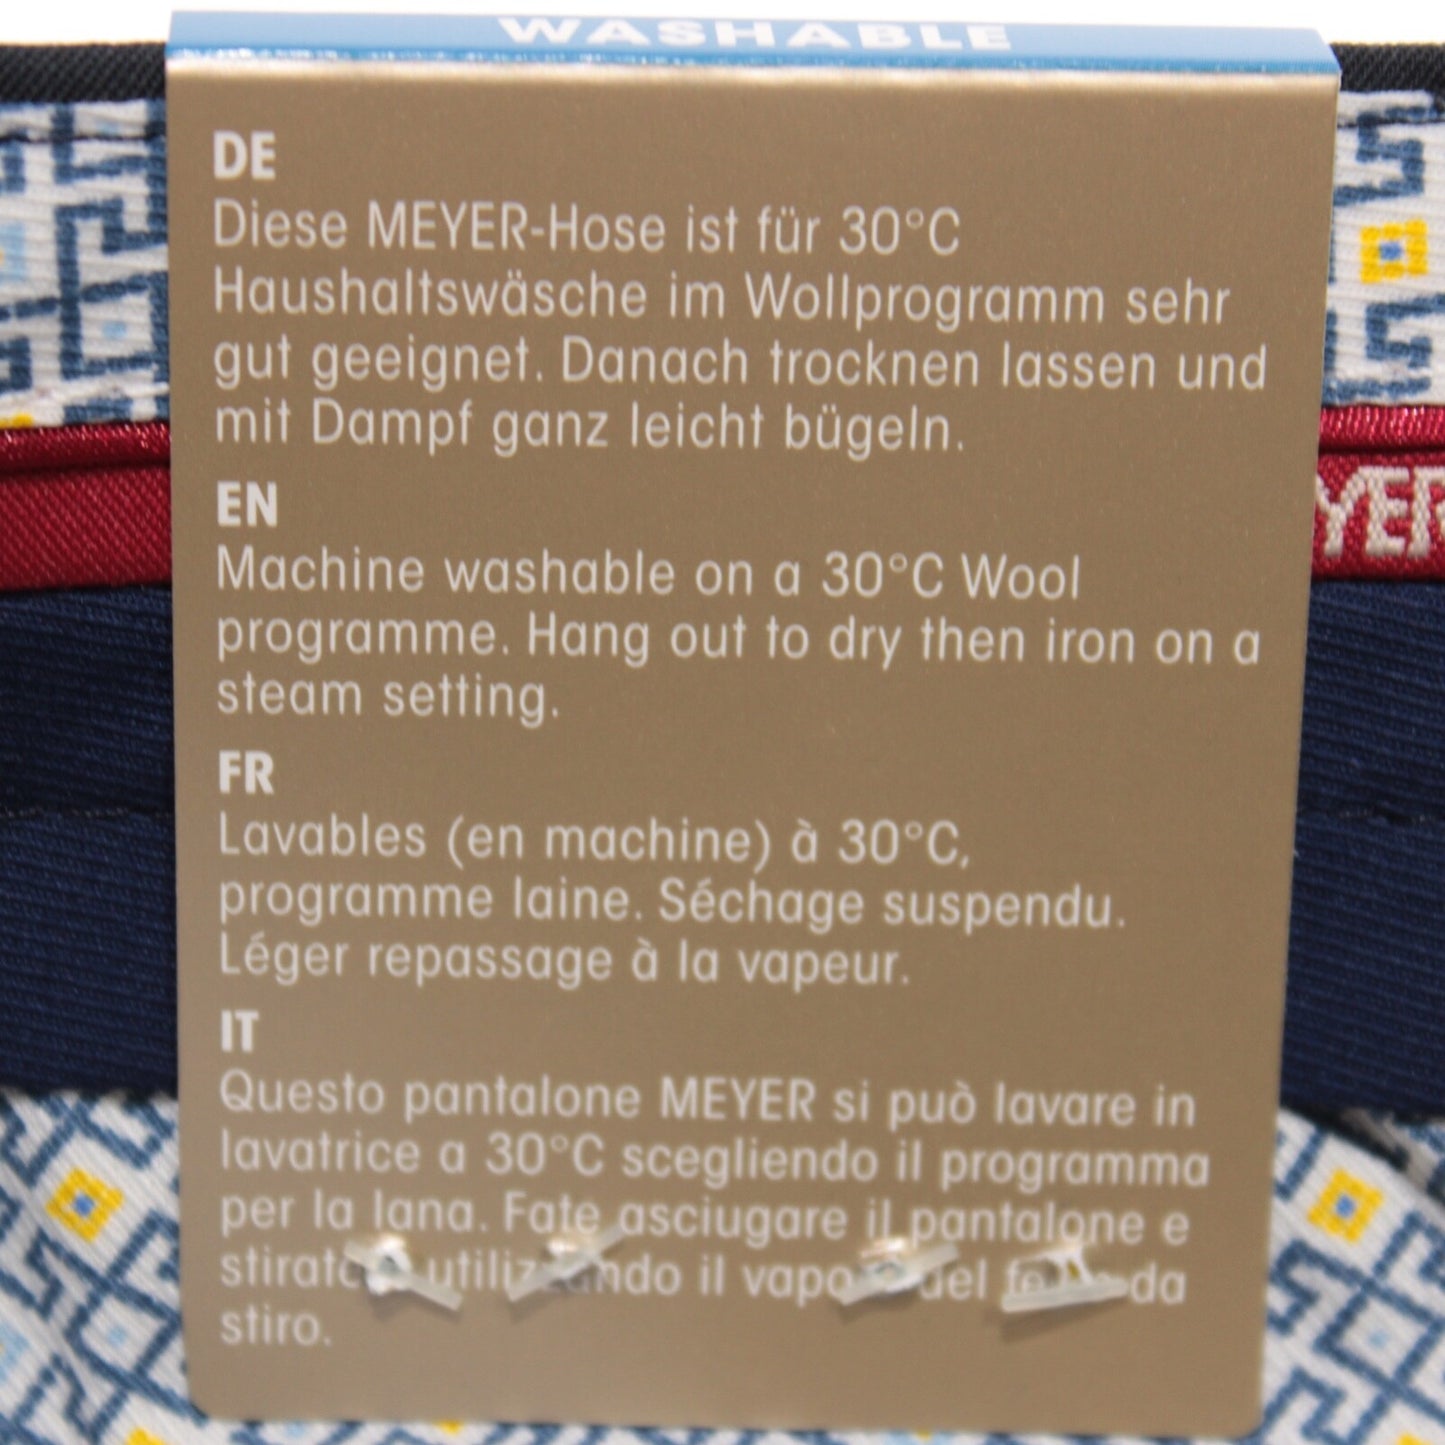 WASHABLE
DE
Diese MEYER-Hose ist für 30°C
Haushaltswäsche im Wollprogramm sehr
gut geeignet. Danach trocknen lassen und
mit Dampf ganz leicht bügeln.
EN
Machine washable on a 30°C Wool
programme. Hang out to dry then iron on a
steam setting.
FR
Lavables (en machine) à 30°C,
programme laine. Séchage suspendu.
Léger repassage à la vapeur.
IT
Questo pantalone MEYER si può lavare in
lavatrice a 30°C scegliendo il programma
per la lana. Fate asciugare il pantalone e
il del da
stiro.